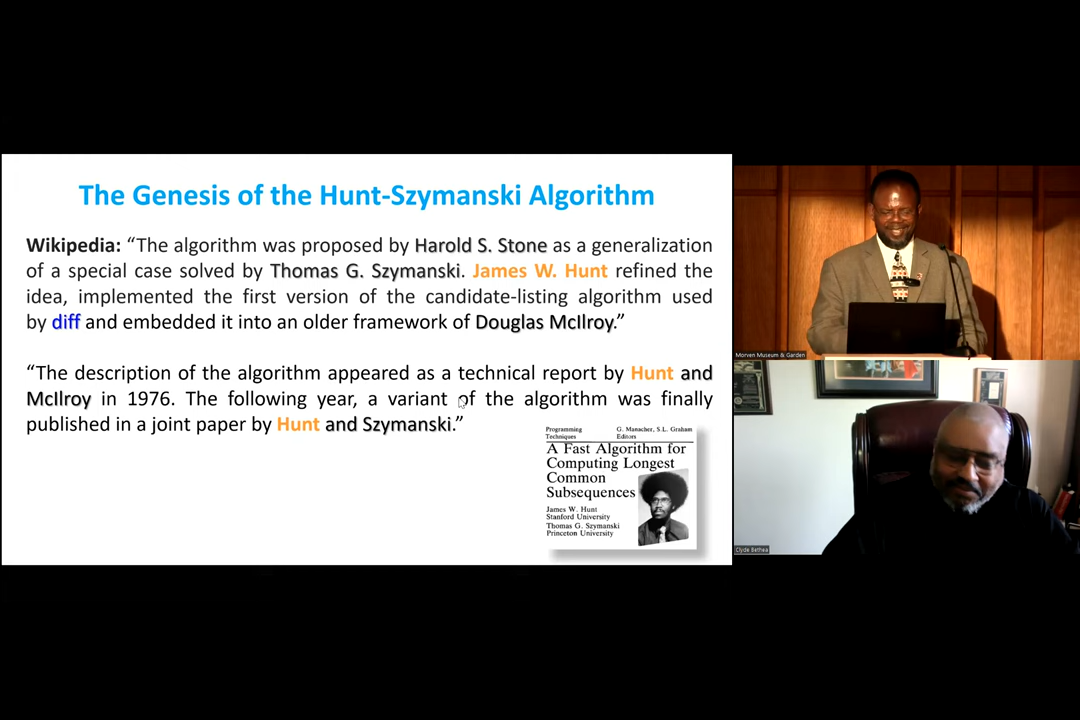 The Genesis of the Hunt-Szymanski Algorithm
Wikipedia: “The algorithm was proposed by Harold S. Stone as a generalization
of a special case solved by Thomas G. Szymanski. James W. Hunt refined the
idea, implemented the first version of the candidate-listing algorithm used
by diff and embedded it into an older framework of Douglas McIlroy.”
“The description of the algorithm appeared as a technical report by Hunt and
McIlroy in 1976. The following year, a variant of the algorithm was finally
published in a joint paper by Hunt and Szymanski.”
Programming G. Manacher, S.L. Graham
Techniques Editors
A Fast Algorithm for
Computing Longest
Common
Subsequences
James W. Hunt
Stanford University
Thomas G. Szymanski
Princeton University
Morven Museum & Garden
Clyde Bethea